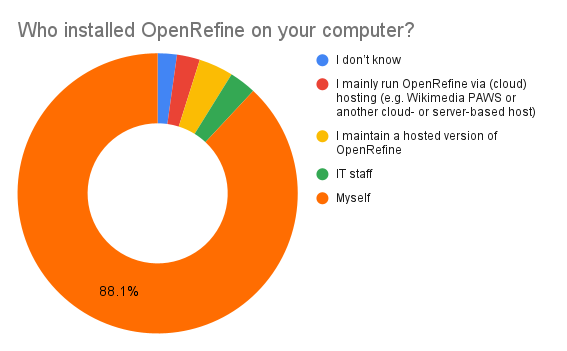 Who installed OpenRefine on your computer?
I don't know
I mainly run OpenRefine via (cloud)
hosting (e.g. Wikimedia PAWS or
another cloud- or server-based host)
I maintain a hosted version of
OpenRefine
IT staff
Myself
88.1%